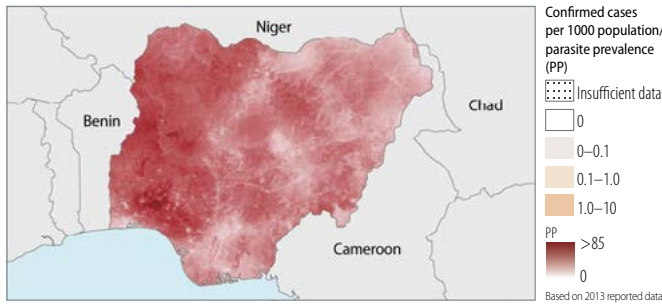 Niger
Benin
Chad
Cameroon
Confirmed cases
per 1000 population/
parasite prevalence
(PP)
Insufficient data
0
0–0.1
0.1–1.0
1.0–10
PP
>85
0
Based on 2013 reported data